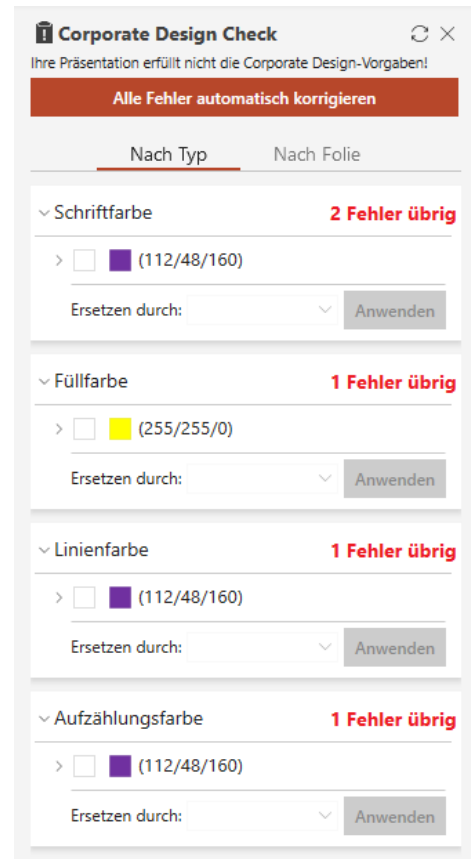 Corporate Design Check
Ihre Präsentation erfüllt nicht die Corporate Design-Vorgaben!
Alle Fehler automatisch korrigieren
Nach Typ Nach Folie
Schriftfarbe 2 Fehler übrig
(112/48/160)
Ersetzen durch: Anwenden
Füllfarbe 1 Fehler übrig
(255/255/0)
Ersetzen durch: Anwenden
Linienfarbe 1 Fehler übrig
(112/48/160)
Ersetzen durch: Anwenden
Aufzählungsfarbe 1 Fehler übrig
(112/48/160)
Ersetzen durch: Anwenden